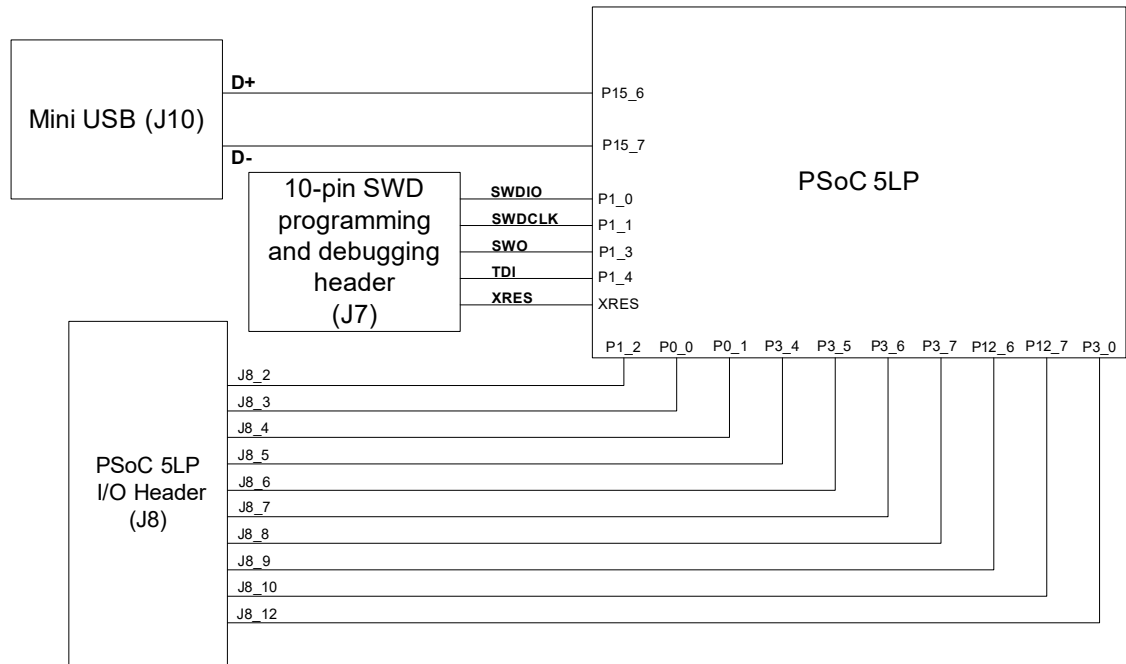 D+
Mini USB (J10)
P15_6
D-
P15_7
PSoC 5LP
10-pin SWD
programming
and debugging
header
(J7)
SWDIO
P1_0
SWDCLK
P1_1
SWO
P1_3
TDI
P1_4
XRES
XRES
P1_2 P0_0 P0_1 P3_4 P3_5 P3_6 P3_7 P12_6 P12_7 P3_0
PSoC 5LP
I/O Header
(J8)
J8_2
J8_3
J8_4
J8_5
J8_6
J8_7
J8_8
J8_9
J8_10
J8_12